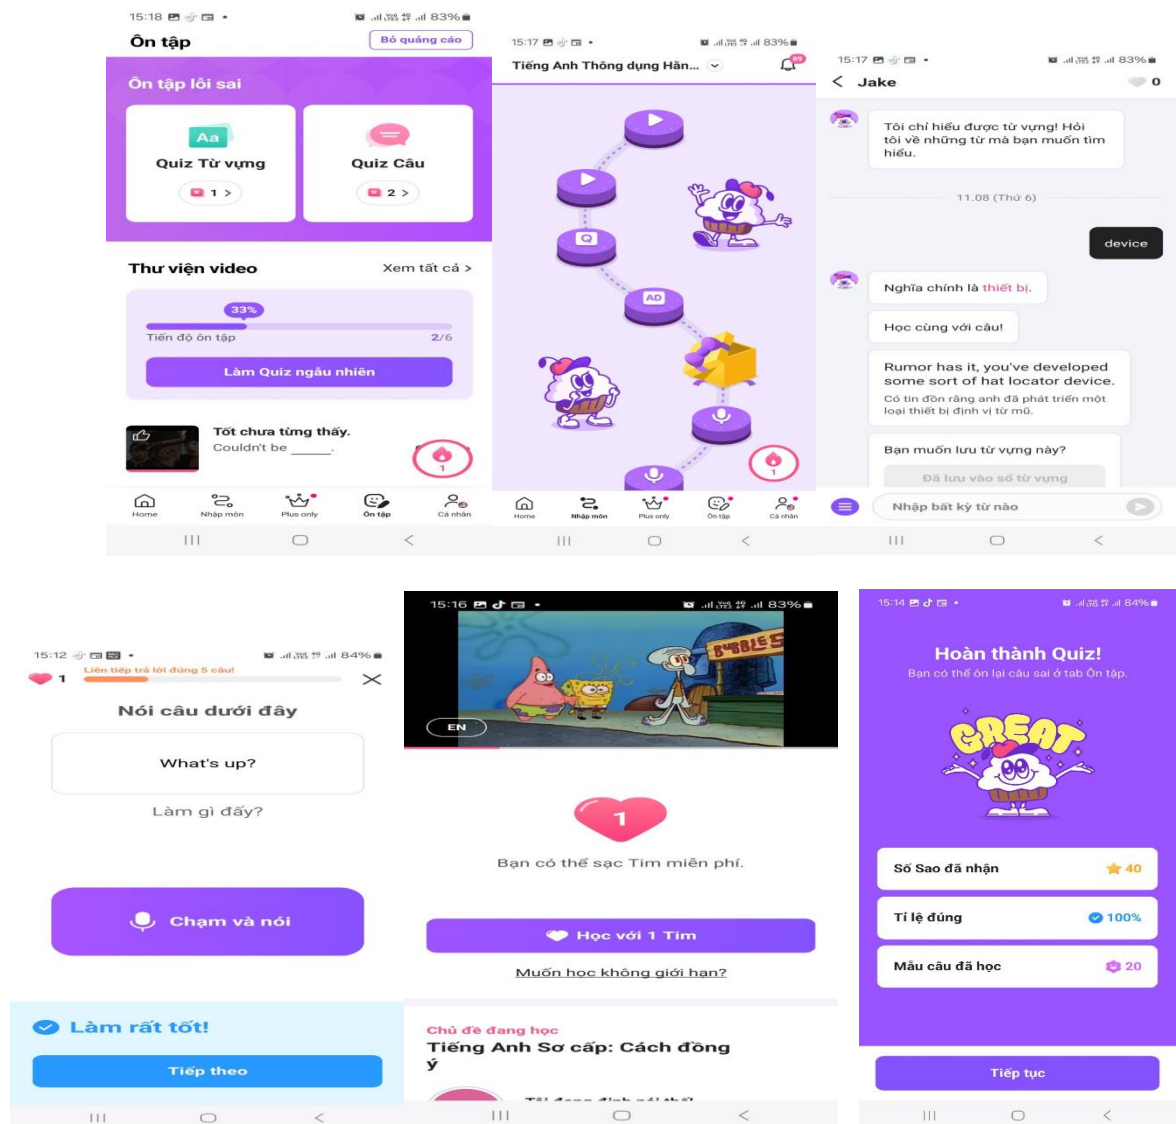 15:18
83%
Ôn tập
Bỏ quảng cáo
Ôn tập lỗi sai
Aa
Quiz Từ vựng
1 >
Quiz Câu
2 >
Thư viện video
Xem tất cả >
33%
Tiến độ ôn tập
2/6
Làm Quiz ngẫu nhiên
Tốt chưa từng thấy.
Couldn't be _____.
1
Home
Nhập môn
Plus only
Ôn tập
Cá nhân
15:17
83%
Tiếng Anh Thông dụng Hàn...
89
Q
AD
1
Home
Nhập môn
Plus only
Ôn tập
Cá nhân
15:17
83%
< Jake
0
Tôi chỉ hiểu được từ vựng! Hỏi
tôi về những từ mà bạn muốn tìm
hiểu.
11.08 (Thứ 6)
device
Nghĩa chính là thiết bị.
Học cùng với câu!
Rumor has it, you've developed
some sort of hat locator device.
Có tin đồn rằng anh đã phát triển một
loại thiết bị định vị từ mũ.
Bạn muốn lưu từ vựng này?
Đã lưu vào sổ từ vựng
Nhập bất kỳ từ nào
15:12
84%
1
Liên tiếp trả lời đúng 5 câu!
Nói câu dưới đây
What's up?
Làm gì đấy?
Chạm và nói
Làm rất tốt!
Tiếp theo
15:16
83%
BUBBLES
EN
1
Bạn có thể sạc Tim miễn phí.
Học với 1 Tim
Muốn học không giới hạn?
Chủ đề đang học
Tiếng Anh Sơ cấp: Cách đồng
ý
Tôi đang định nói thế!
15:14
84%
Hoàn thành Quiz!
Bạn có thể ôn lại câu sai ở tab Ôn tập.
GREAT
Số Sao đã nhận
40
Tỉ lệ đúng
100%
Mẫu câu đã học
20
Tiếp tục